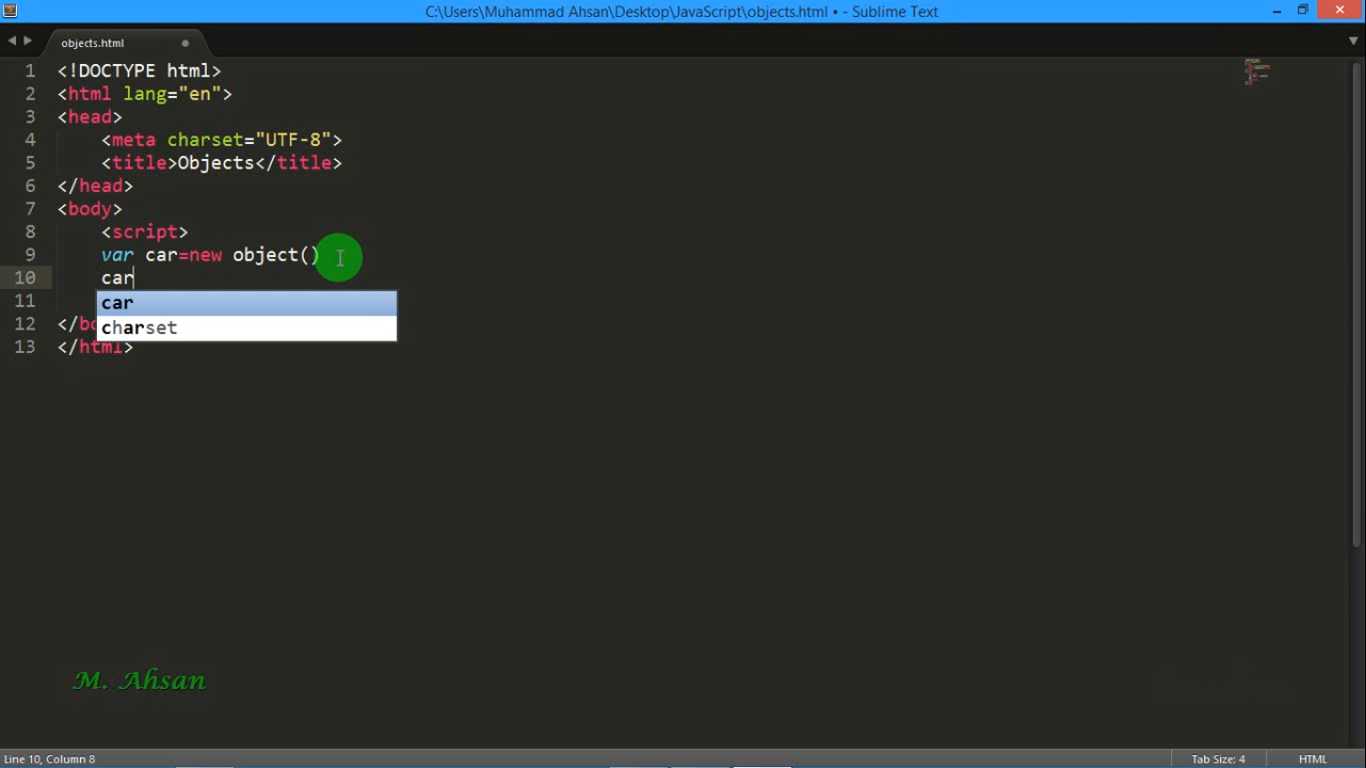 C:\Users\Muhammad Ahsan\Desktop\JavaScript\objects.html • - Sublime Text
objects.html
1 <!DOCTYPE html>
2 <html lang="en">
3 <head>
4 <meta charset="UTF-8">
5 <title>Objects</title>
6 </head>
7 <body>
8 <script>
9 var car=new object()
10 car
11
car
charset
12 </bo
13 </html>
M. Ahsan
Line 10, Column 8
Tab Size: 4
HTML